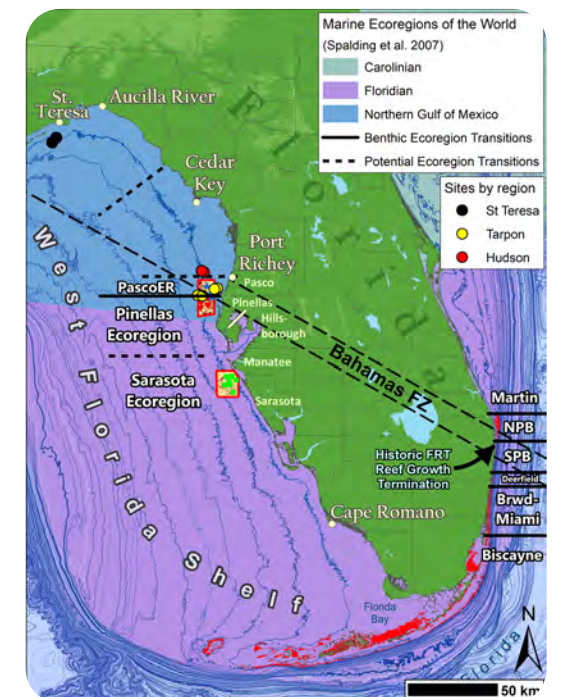 Marine Ecoregions of the World
(Spalding et al. 2007)
Carolinian
Floridian
Northern Gulf of Mexico
Benthic Ecoregion Transitions
Potential Ecoregion Transitions
Sites by region
St Teresa
Tarpon
Hudson
St.
Teresa
Aucilla River
Cedar
Key
Florida
Port
Richey
PascoER
Pasco
Pinellas
Pinellas
Ecoregion
Hills-
borough
Manatee
Sarasota
Ecoregion
Sarasota
West Florida Shelf
Bahamas FZ
Martin
NPB
Historic FRT
Reef Growth
Termination
SPB
Deerfield
Brwd-
Miami
Cape Romano
Biscayne
Florida
Bay
N
Florida
50 km